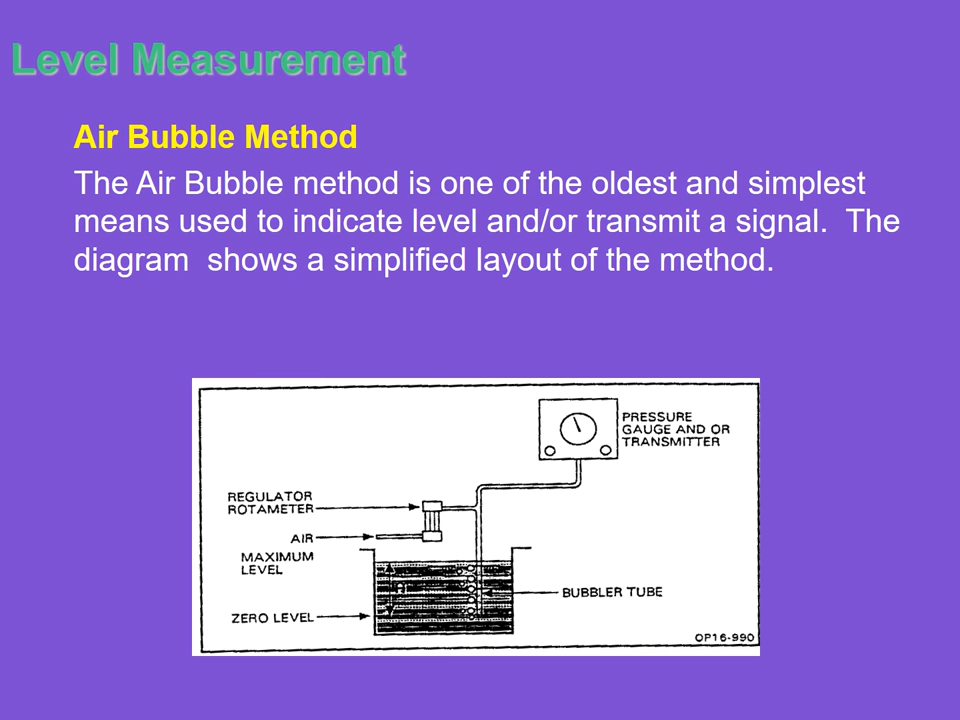 Level Measurement
Air Bubble Method
The Air Bubble method is one of the oldest and simplest
means used to indicate level and/or transmit a signal.  The
diagram  shows a simplified layout of the method.
PRESSURE
GAUGE AND OR
TRANSMITTER
REGULATOR
ROTAMETER
AIR
MAXIMUM
LEVEL
BUBBLER TUBE
ZERO LEVEL
OP16-990